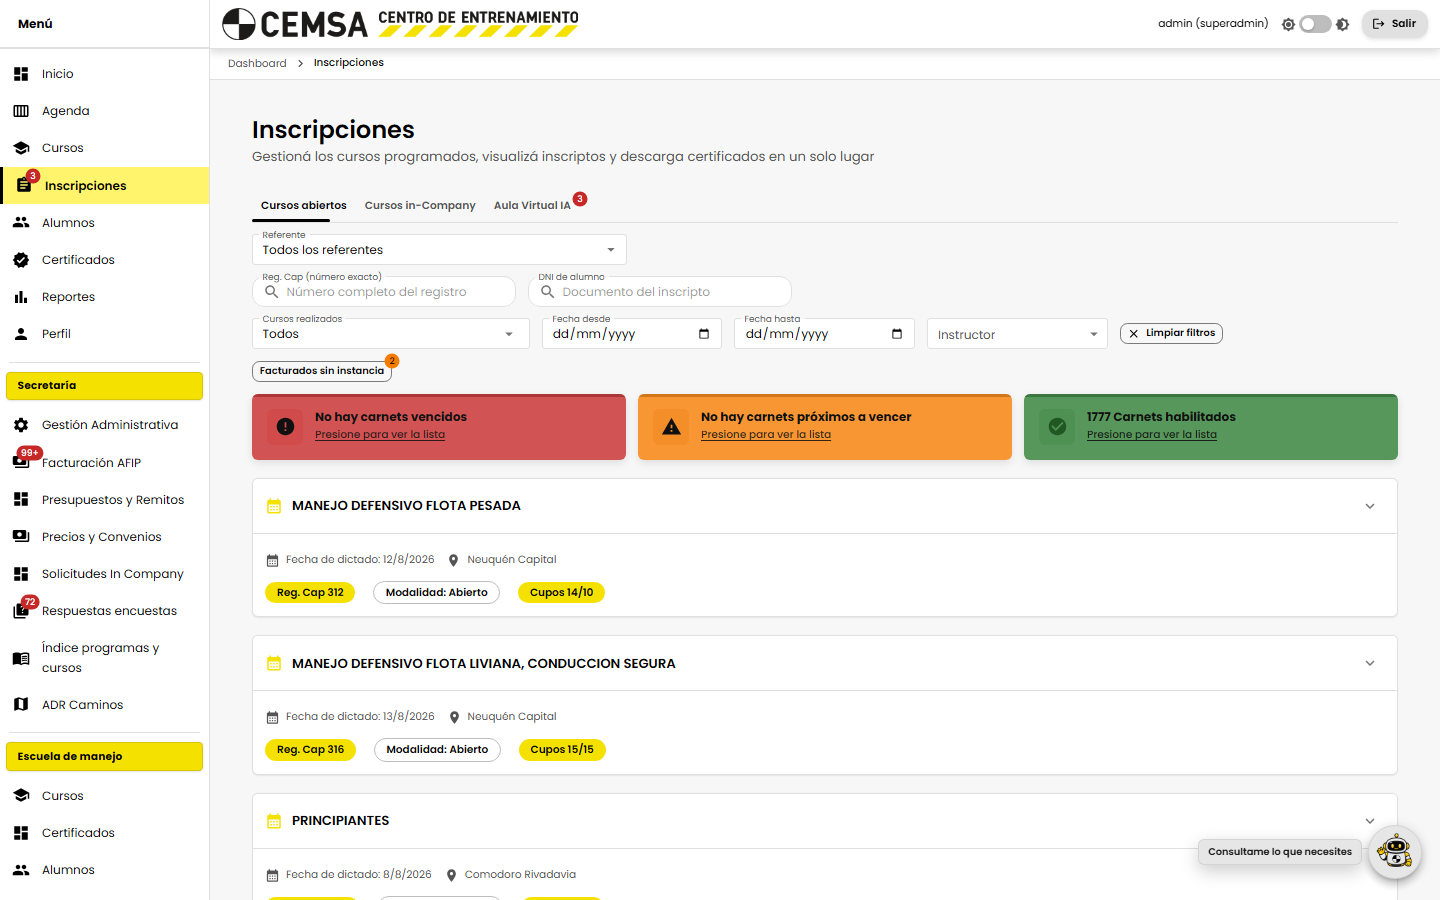 Menú
CEMSA CENTRO DE ENTRENAMIENTO
admin (superadmin)
Salir
Dashboard > Inscripciones
Inicio
Agenda
Cursos
3
Inscripciones
Alumnos
Certificados
Reportes
Perfil
Secretaría
Gestión Administrativa
99+
Facturación AFIP
Presupuestos y Remitos
Precios y Convenios
Solicitudes In Company
72
Respuestas encuestas
Índice programas y
cursos
ADR Caminos
Escuela de manejo
Cursos
Certificados
Alumnos
Inscripciones
Gestioná los cursos programados, visualizá inscriptos y descarga certificados en un solo lugar
Cursos abiertos Cursos in-Company Aula Virtual IA 3
Referente
Todos los referentes
Reg. Cap (número exacto) DNI de alumno
Número completo del registro Documento del inscripto
Cursos realizados Fecha desde Fecha hasta
Todos dd/mm/yyyy dd/mm/yyyy Instructor Limpiar filtros
Facturados sin instancia 2
No hay carnets vencidos
Presione para ver la lista
No hay carnets próximos a vencer
Presione para ver la lista
1777 Carnets habilitados
Presione para ver la lista
MANEJO DEFENSIVO FLOTA PESADA
Fecha de dictado: 12/8/2026 Neuquén Capital
Reg. Cap 312 Modalidad: Abierto Cupos 14/10
MANEJO DEFENSIVO FLOTA LIVIANA, CONDUCCION SEGURA
Fecha de dictado: 13/8/2026 Neuquén Capital
Reg. Cap 316 Modalidad: Abierto Cupos 15/15
PRINCIPIANTES
Fecha de dictado: 8/8/2026 Comodoro Rivadavia
Consultame lo que necesites